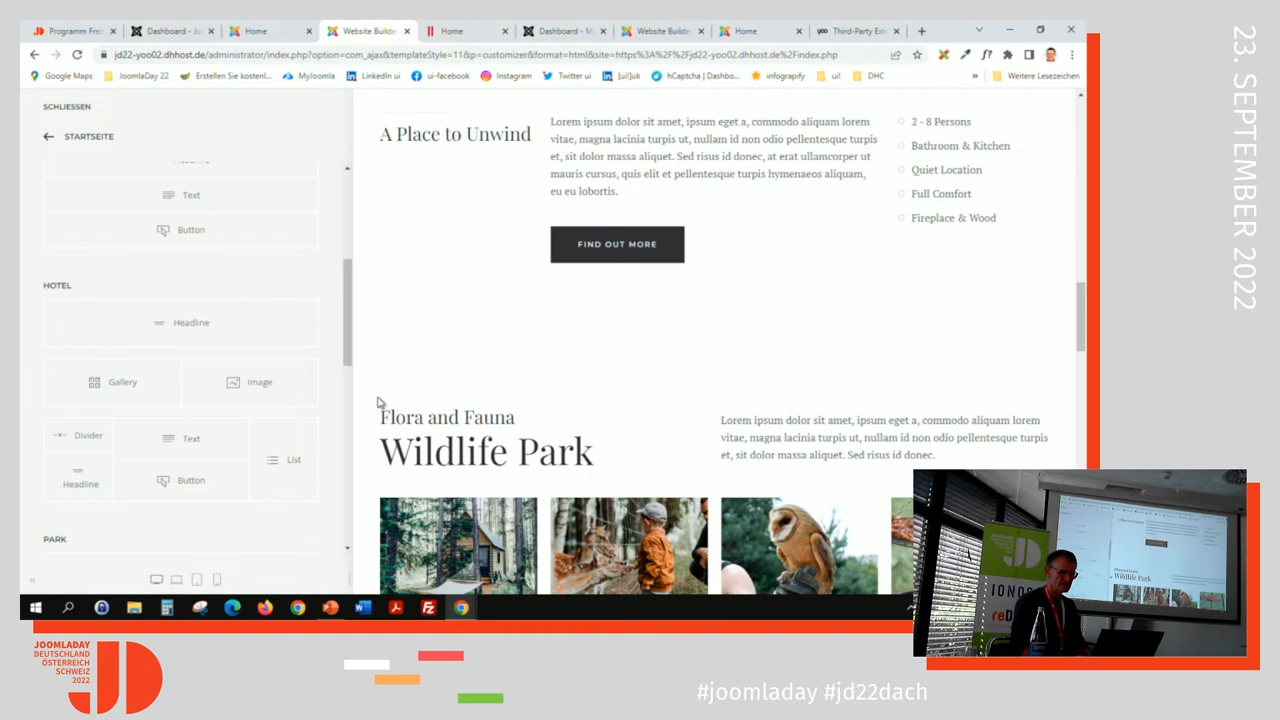 Programm Frei
Dashboard - Jo
Home
Website Builde
Home
Dashboard - M
Website Builde
Home
Third-Party Ext
jd22-yoo02.dhhost.de/administrator/index.php?option=com_ajax&templateStyle=11&p=customizer&format=html&site=https%3A%2F%2Fjd22-yoo02.dhhost.de%2Findex.php
Google Maps
JoomlaDay 22
Erstellen Sie kostenl...
MyJoomla
LinkedIn ui
ui-facebook
Instagram
Twitter ui
[ui!]uk
hCaptcha | Dashbo...
infograpify
ui!
DHC
»
Weitere Lesezeichen
SCHLIESSEN
STARTSEITE
Text
Button
HOTEL
Headline
Gallery
Image
Divider
Text
List
Headline
Button
PARK
A Place to Unwind
Lorem ipsum dolor sit amet, ipsum eget a, commodo aliquam lorem
vitae, magna lacinia turpis ut, nullam id non odio pellentesque turpis
et, sit dolor massa aliquet. Sed risus id donec, at erat ullamcorper ut
maecenas cursus, quis elit et pellentesque turpis hymenaeos aliquam,
eu eu lobortis.
FIND OUT MORE
2 - 8 Persons
Bathroom & Kitchen
Quiet Location
Full Comfort
Fireplace & Wood
Flora and Fauna
Wildlife Park
Lorem ipsum dolor sit amet, ipsum eget a, commodo aliquam lorem
vitae, magna lacinia turpis ut, nullam id non odio pellentesque turpis
et, sit dolor massa aliquet. Sed risus id donec.
23. SEPTEMBER 2022
JD
IONOS
Wildlife Park
JOOMLADAY
DEUTSCHLAND
ÖSTERREICH
SCHWEIZ
2022
JD
#joomladay #jd22dach